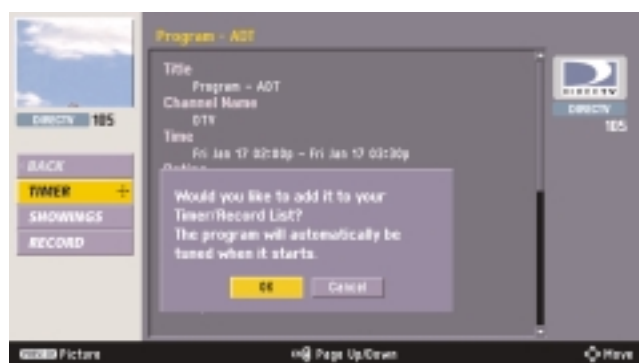 Program - ADT
Title
Program - ADT
Channel Name
DTV
Time
Fri Jan 17 02:00p - Fri Jan 17 03:30p
Rating
DIRECTV 105
BACK
TIMER +
SHOWINGS
RECORD
Would you like to add it to your
Timer/Record List?
The program will automatically be
tuned when it starts.
OK Cancel
DIRECTV
DIRECTV
105
Picture
Page Up/Down
Move